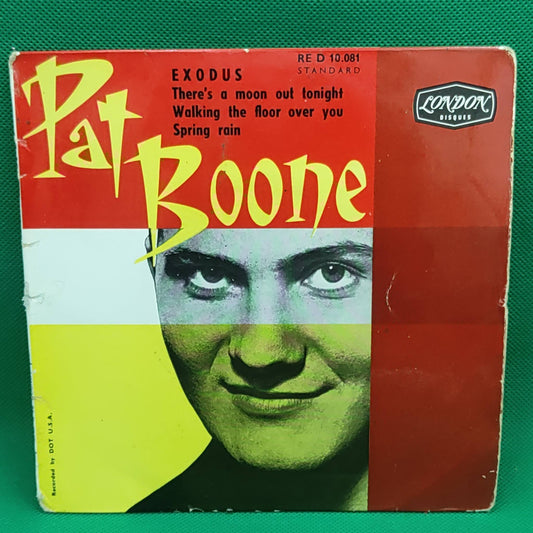 RE D 10.081
STANDARD
EXODUS
There's a moon out tonight
Walking the floor over you
Spring rain
LONDON
DISQUES
Pat
Boone
Recorded by DOT U.S.A.